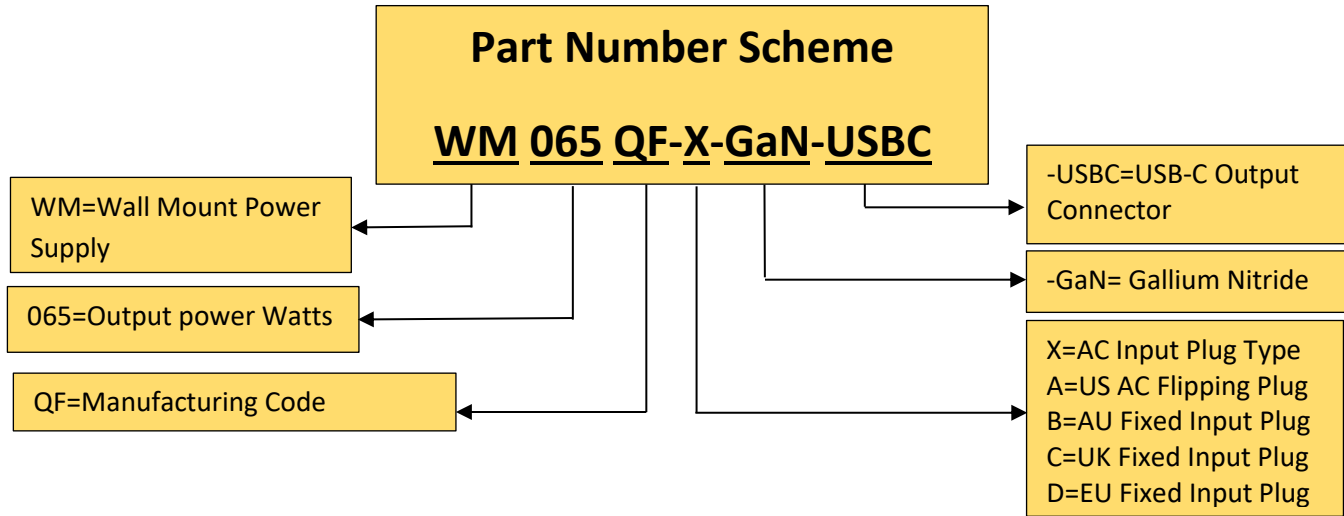 Part Number Scheme
WM 065 QF-X-GaN-USBC
WM=Wall Mount Power
Supply
065=Output power Watts
QF=Manufacturing Code
-USBC=USB-C Output
Connector
-GaN= Gallium Nitride
X=AC Input Plug Type
A=US AC Flipping Plug
B=AU Fixed Input Plug
C=UK Fixed Input Plug
D=EU Fixed Input Plug